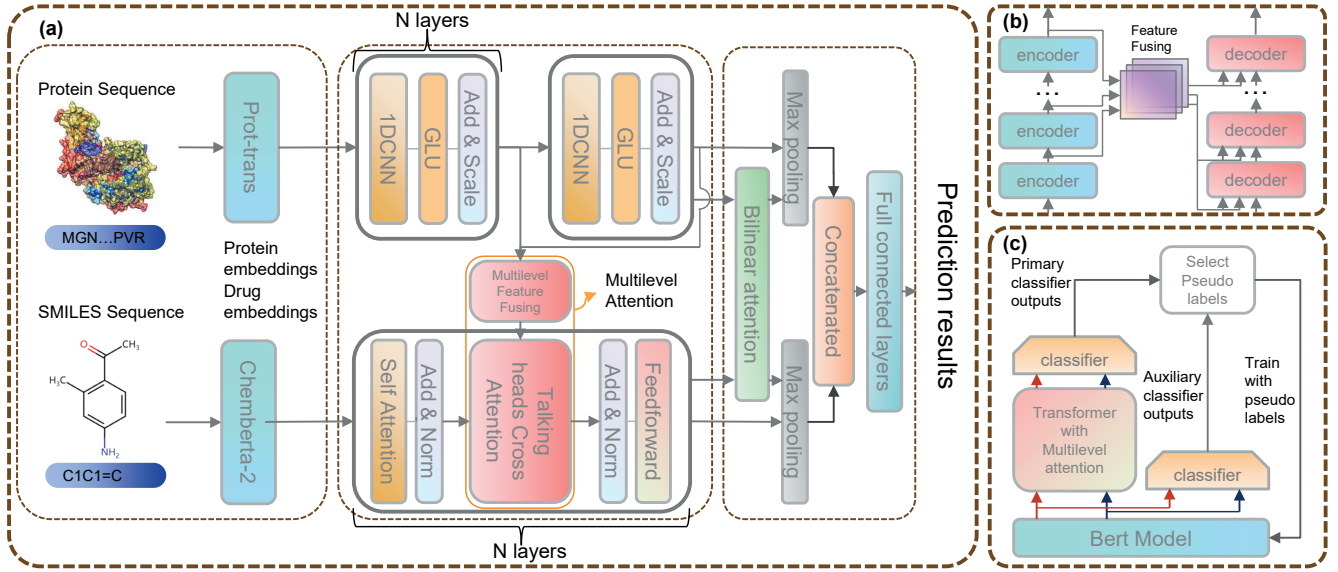 (a)
N layers
Protein Sequence
MGN...PVR
SMILES Sequence
O
CH₃
H₃C
NH₂
C1C1=C
Prot-trans
Protein
embeddings
Drug
embeddings
Chemberta-2
1DCNN
GLU
Add & Scale
1DCNN
GLU
Add & Scale
Multilevel
Feature
Fusing
Multilevel
Attention
Self Attention
Add & Norm
Talking
heads Cross
Attention
Add & Norm
Feedforward
N layers
Bilinear attention
Max pooling
Max pooling
Concatenated
Full connected layers
Prediction results
(b)
encoder
...
encoder
encoder
Feature
Fusing
decoder
...
decoder
decoder
(c)
Primary
classifier
outputs
Select
Pseudo
labels
classifier
Auxiliary
classifier
outputs
Train
with
pseudo
labels
Transformer
with
Multilevel
attention
classifier
Bert Model